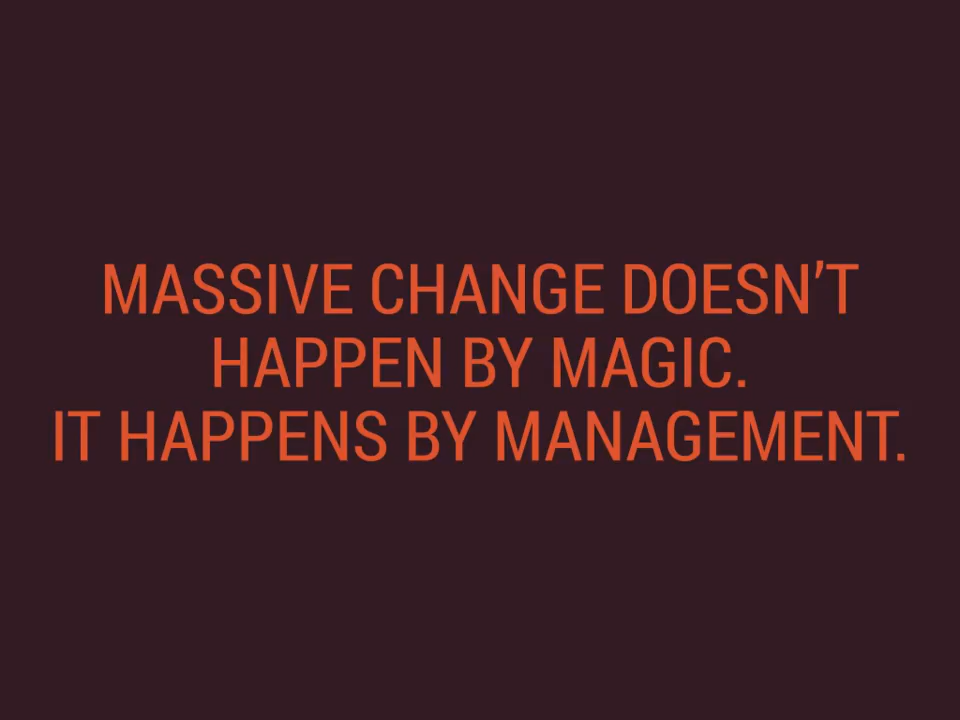 MASSIVE CHANGE DOESN’T
HAPPEN BY MAGIC.
IT HAPPENS BY MANAGEMENT.